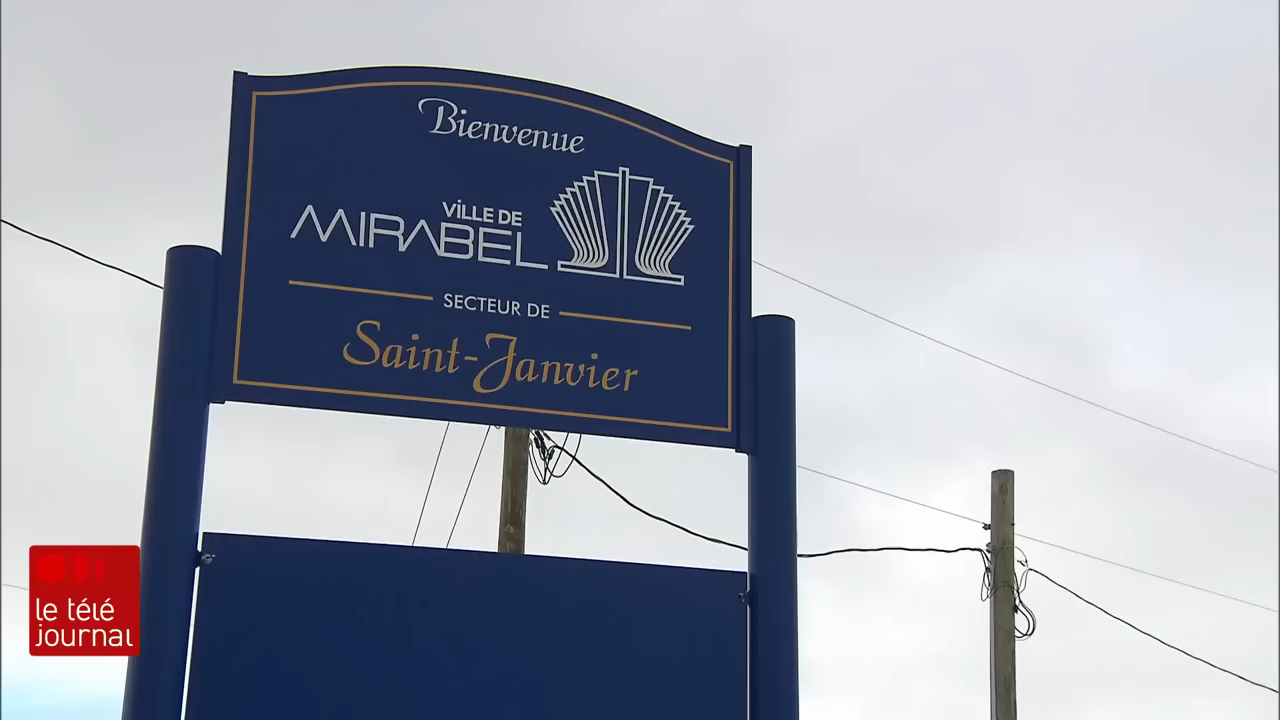 Bienvenue
ViLLE DE
MIRABEL
SECTEUR DE
Saint-Janvier
le télé
journal